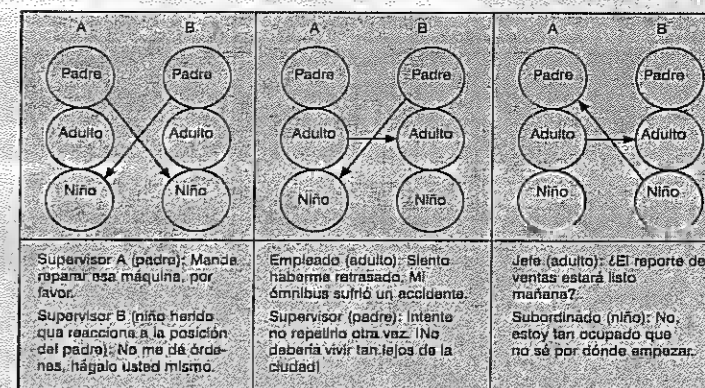 A B
Padre Padre
Adulto Adulto
Niño Niño
Supervisor A (padre): Mande
reparar esa máquina, por
favor.
Supervisor B (niño herido
que reacciona a la posición
del padre): No me dé órde-
nes, hágalo usted mismo.
A B
Padre Padre
Adulto Adulto
Niño Niño
Empleado (adulto): Siento
haberme retrasado. Mi
ómnibus sufrió un accidente.
Supervisor (padre): Intente
no repetirlo otra vez. ¡No
debería vivir tan lejos de la
ciudad!
A B
Padre Padre
Adulto Adulto
Niño Niño
Jefe (adulto): ¿El reporte de
ventas estará listo
mañana?
Subordinado (niño): No,
estoy tan ocupado que
no sé por dónde empezar.